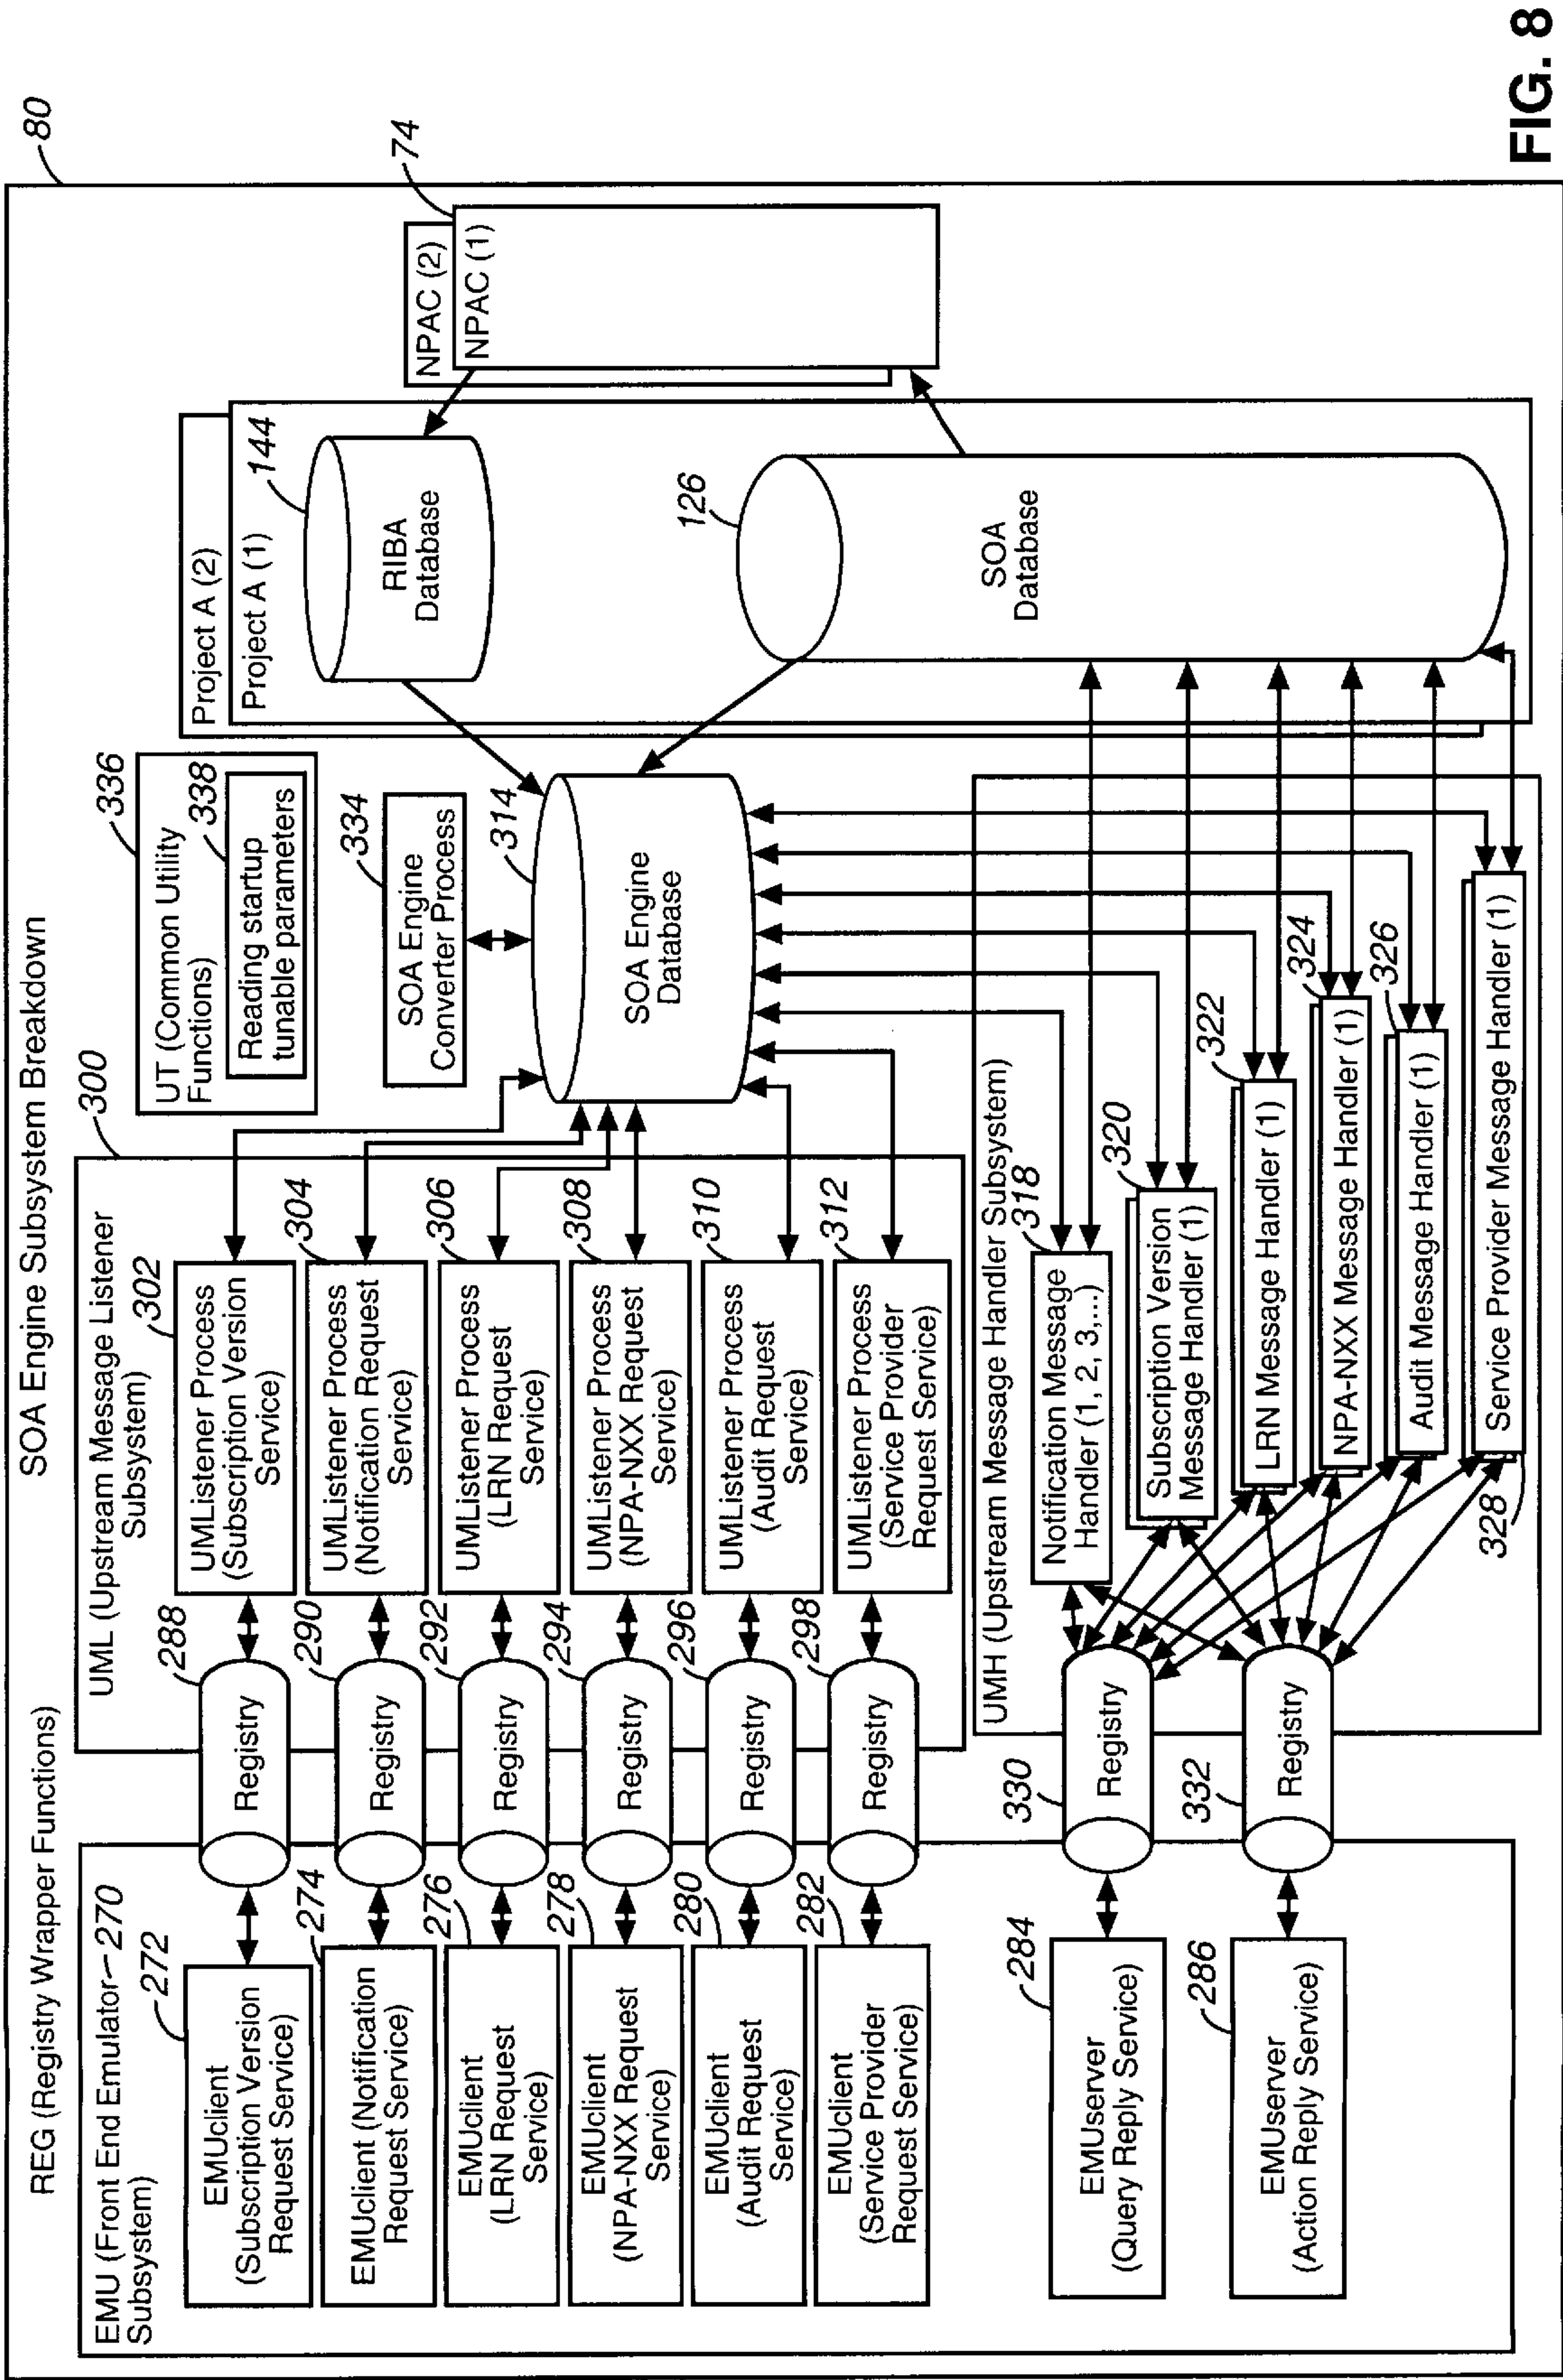 SOA Engine Subsystem Breakdown
80
REG (Registry Wrapper Functions)
EMU (Front End Emulator
Subsystem)
270
272
EMUclient
(Subscription Version
Request Service)
274
EMUclient (Notification
Request Service)
276
EMUclient
(LRN Request
Service)
278
EMUclient
(NPA-NXX Request
Service)
280
EMUclient
(Audit Request
Service)
282
EMUclient
(Service Provider
Request Service)
284
EMUserver
(Query Reply Service)
286
EMUserver
(Action Reply Service)
288
Registry
290
Registry
292
Registry
294
Registry
296
Registry
298
Registry
330
Registry
332
Registry
UML (Upstream Message Listener
Subsystem)
300
302
UMListener Process
(Subscription Version
Service)
304
UMListener Process
(Notification Request
Service)
306
UMListener Process
(LRN Request
Service)
308
UMListener Process
(NPA-NXX Request
Service)
310
UMListener Process
(Audit Request
Service)
312
UMListener Process
(Service Provider
Request Service)
UMH (Upstream Message Handler Subsystem)
318
Notification Message
Handler (1, 2, 3,...)
320
Subscription Version
Message Handler (1)
322
LRN Message Handler (1)
324
NPA-NXX Message Handler (1)
326
Audit Message Handler (1)
328
Service Provider Message Handler (1)
336
UT (Common Utility
Functions)
338
Reading startup
tunable parameters
334
SOA Engine
Converter Process
314
SOA Engine
Database
Project A (2)
Project A (1)
144
RIBA
Database
126
SOA
Database
74
NPAC (2)
NPAC (1)
FIG. 8